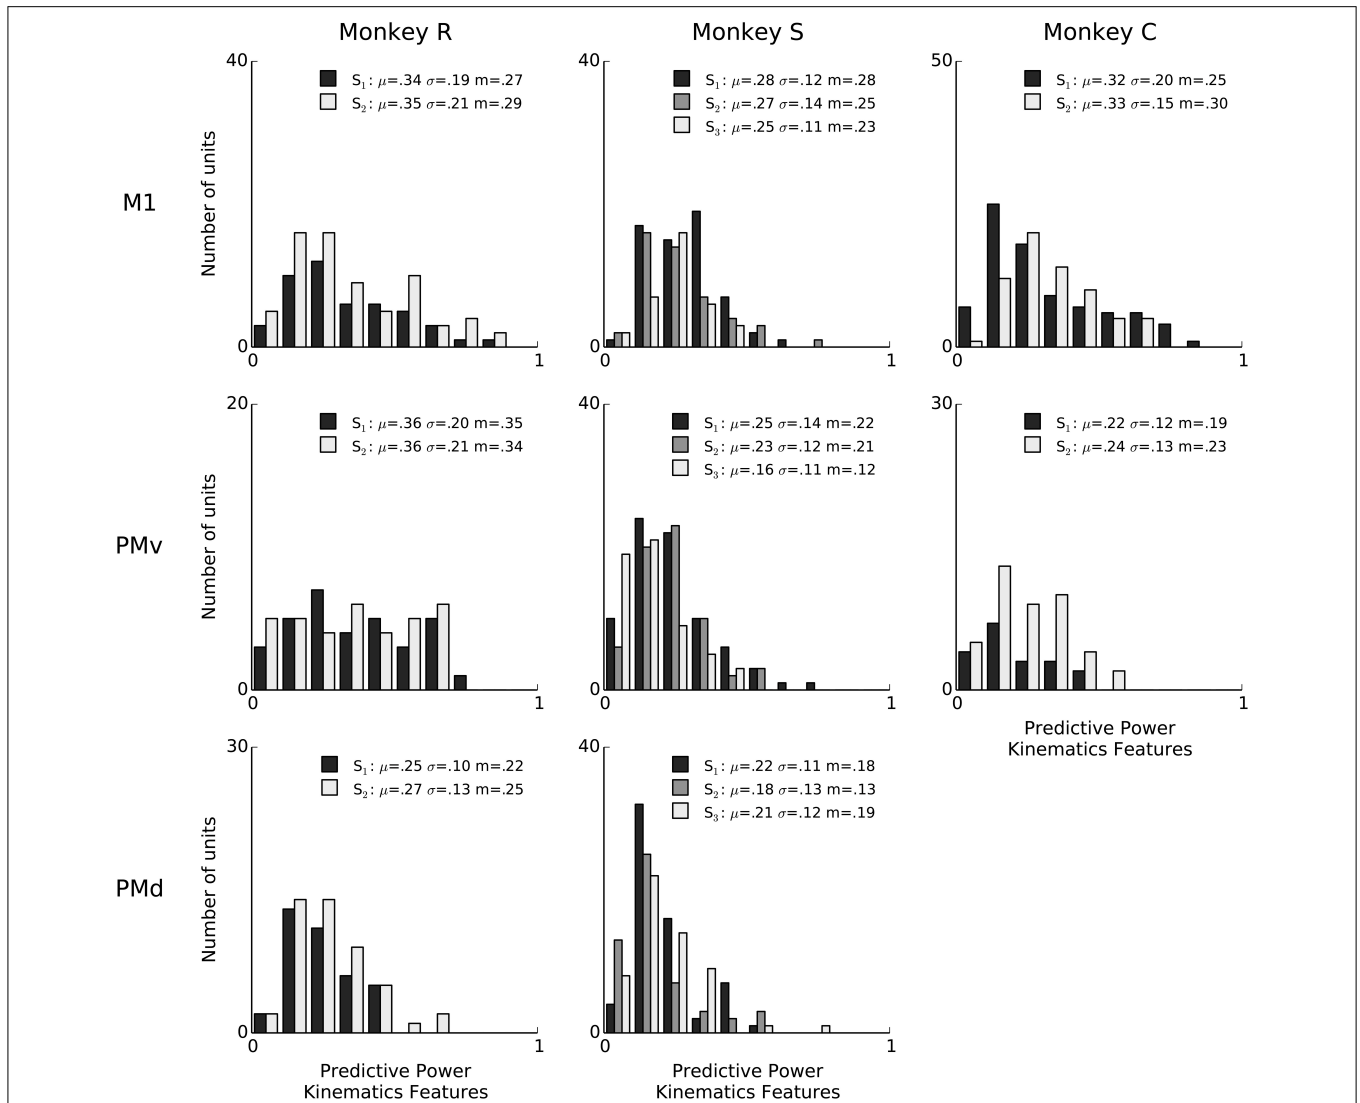 Monkey R Monkey S Monkey C
40
S₁: μ=.34 σ=.19 m=.27
S₂: μ=.35 σ=.21 m=.29
M1
Number of units
0
0 1
40
S₁: μ=.28 σ=.12 m=.28
S₂: μ=.27 σ=.14 m=.25
S₃: μ=.25 σ=.11 m=.23
0
0 1
50
S₁: μ=.32 σ=.20 m=.25
S₂: μ=.33 σ=.15 m=.30
0
0 1
20
S₁: μ=.36 σ=.20 m=.35
S₂: μ=.36 σ=.21 m=.34
PMv
Number of units
0
0 1
40
S₁: μ=.25 σ=.14 m=.22
S₂: μ=.23 σ=.12 m=.21
S₃: μ=.16 σ=.11 m=.12
0
0 1
30
S₁: μ=.22 σ=.12 m=.19
S₂: μ=.24 σ=.13 m=.23
0
0 1
Predictive Power
Kinematics Features
30
S₁: μ=.25 σ=.10 m=.22
S₂: μ=.27 σ=.13 m=.25
PMd
Number of units
0
0 1
Predictive Power
Kinematics Features
40
S₁: μ=.22 σ=.11 m=.18
S₂: μ=.18 σ=.13 m=.13
S₃: μ=.21 σ=.12 m=.19
0
0 1
Predictive Power
Kinematics Features